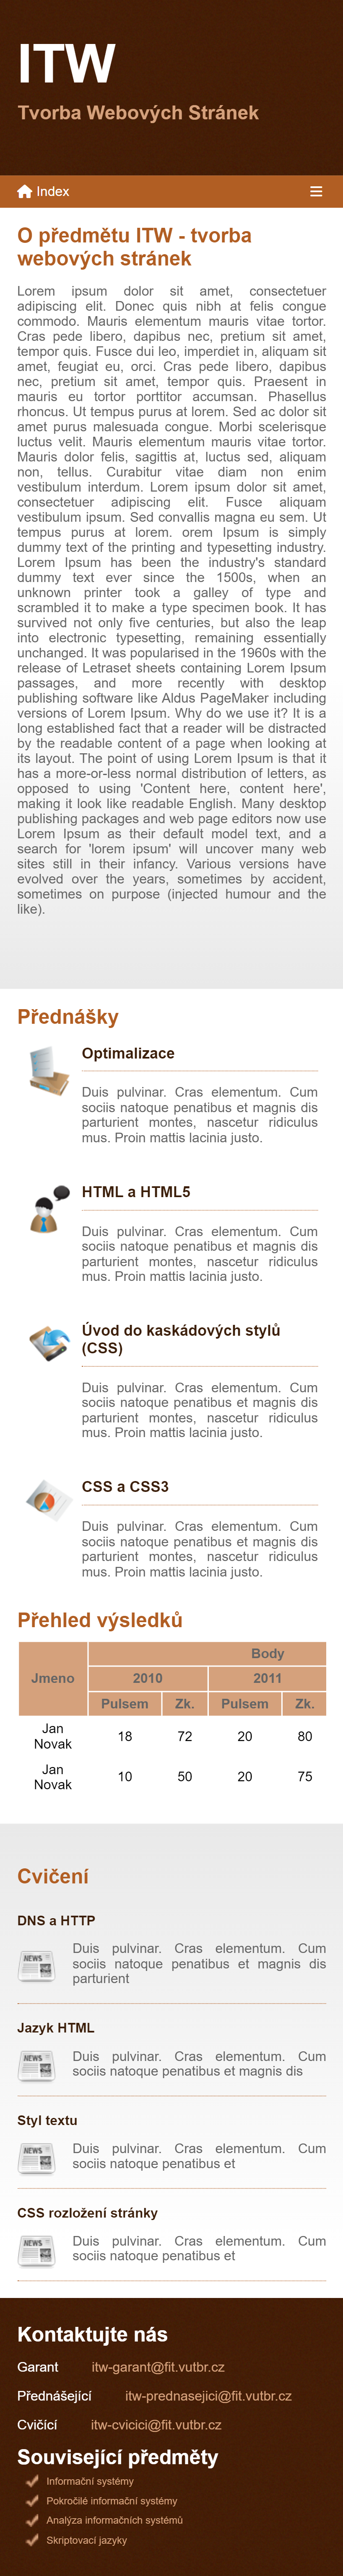 ITW
Tvorba Webových Stránek
Index
O předmětu ITW - tvorba
webových stránek
Lorem ipsum dolor sit amet, consectetuer
adipiscing elit. Donec quis nibh at felis congue
commodo. Mauris elementum mauris vitae tortor.
Cras pede libero, dapibus nec, pretium sit amet,
tempor quis. Fusce dui leo, imperdiet in, aliquam sit
amet, feugiat eu, orci. Cras pede libero, dapibus
nec, pretium sit amet, tempor quis. Praesent in
mauris eu tortor porttitor accumsan. Phasellus
rhoncus. Ut tempus purus at lorem. Sed ac dolor sit
amet purus malesuada congue. Morbi scelerisque
luctus velit. Mauris elementum mauris vitae tortor.
Mauris dolor felis, sagittis at, luctus sed, aliquam
non, tellus. Curabitur vitae diam non enim
vestibulum interdum. Lorem ipsum dolor sit amet,
consectetuer adipiscing elit. Fusce aliquam
vestibulum ipsum. Sed convallis magna eu sem. Ut
tempus purus at lorem. orem Ipsum is simply
dummy text of the printing and typesetting industry.
Lorem Ipsum has been the industry's standard
dummy text ever since the 1500s, when an
unknown printer took a galley of type and
scrambled it to make a type specimen book. It has
survived not only five centuries, but also the leap
into electronic typesetting, remaining essentially
unchanged. It was popularised in the 1960s with the
release of Letraset sheets containing Lorem Ipsum
passages, and more recently with desktop
publishing software like Aldus PageMaker including
versions of Lorem Ipsum. Why do we use it? It is a
long established fact that a reader will be distracted
by the readable content of a page when looking at
its layout. The point of using Lorem Ipsum is that it
has a more-or-less normal distribution of letters, as
opposed to using 'Content here, content here',
making it look like readable English. Many desktop
publishing packages and web page editors now use
Lorem Ipsum as their default model text, and a
search for 'lorem ipsum' will uncover many web
sites still in their infancy. Various versions have
evolved over the years, sometimes by accident,
sometimes on purpose (injected humour and the
like).
Přednášky
Optimalizace
Duis pulvinar. Cras elementum. Cum
sociis natoque penatibus et magnis dis
parturient montes, nascetur ridiculus
mus. Proin mattis lacinia justo.
HTML a HTML5
Duis pulvinar. Cras elementum. Cum
sociis natoque penatibus et magnis dis
parturient montes, nascetur ridiculus
mus. Proin mattis lacinia justo.
Úvod do kaskádových stylů
(CSS)
Duis pulvinar. Cras elementum. Cum
sociis natoque penatibus et magnis dis
parturient montes, nascetur ridiculus
mus. Proin mattis lacinia justo.
CSS a CSS3
Duis pulvinar. Cras elementum. Cum
sociis natoque penatibus et magnis dis
parturient montes, nascetur ridiculus
mus. Proin mattis lacinia justo.
Přehled výsledků
Body
Jmeno 2010 2011
Pulsem Zk. Pulsem Zk.
Jan
Novak 18 72 20 80
Jan
Novak 10 50 20 75
Cvičení
DNS a HTTP
NEWS
Duis pulvinar. Cras elementum. Cum
sociis natoque penatibus et magnis dis
parturient
Jazyk HTML
NEWS
Duis pulvinar. Cras elementum. Cum
sociis natoque penatibus et magnis dis
Styl textu
NEWS
Duis pulvinar. Cras elementum. Cum
sociis natoque penatibus et
CSS rozložení stránky
NEWS
Duis pulvinar. Cras elementum. Cum
sociis natoque penatibus et
Kontaktujte nás
Garant itw-garant@fit.vutbr.cz
Přednášející itw-prednasejici@fit.vutbr.cz
Cvičící itw-cvicici@fit.vutbr.cz
Související předměty
Informační systémy
Pokročilé informační systémy
Analýza informačních systémů
Skriptovací jazyky